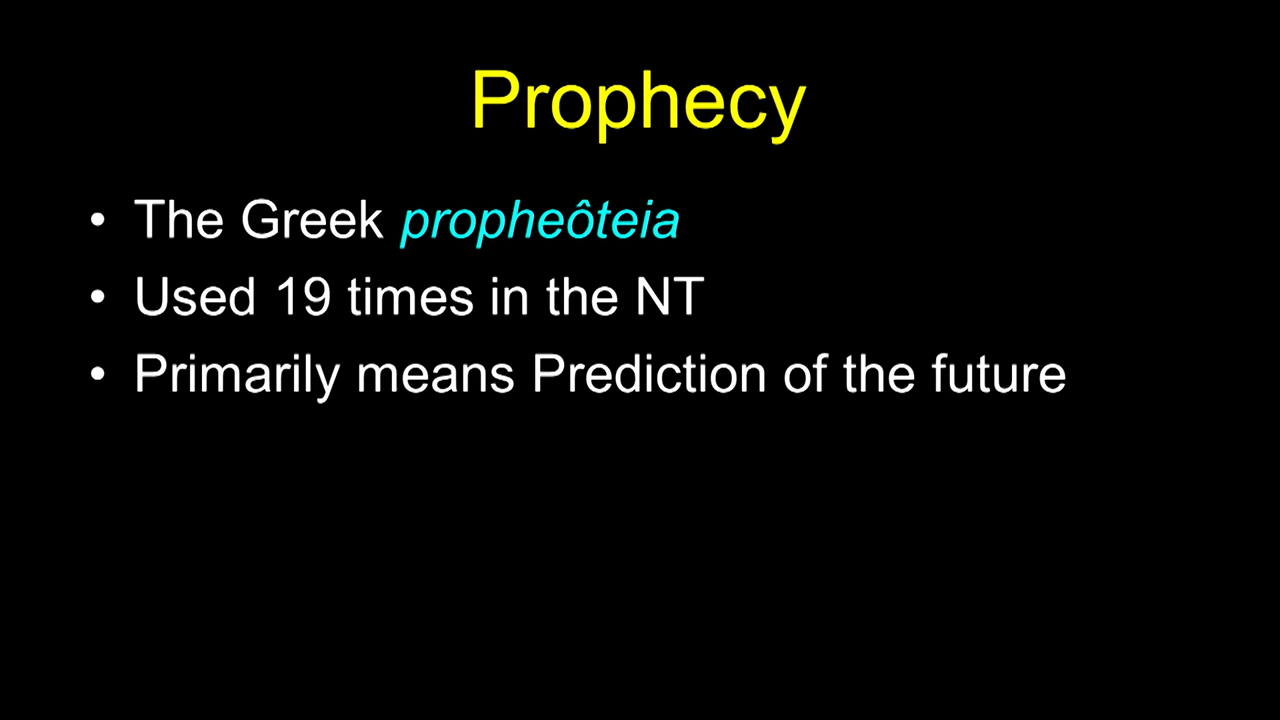 Prophecy
• The Greek propheôteia
• Used 19 times in the NT
• Primarily means Prediction of the future